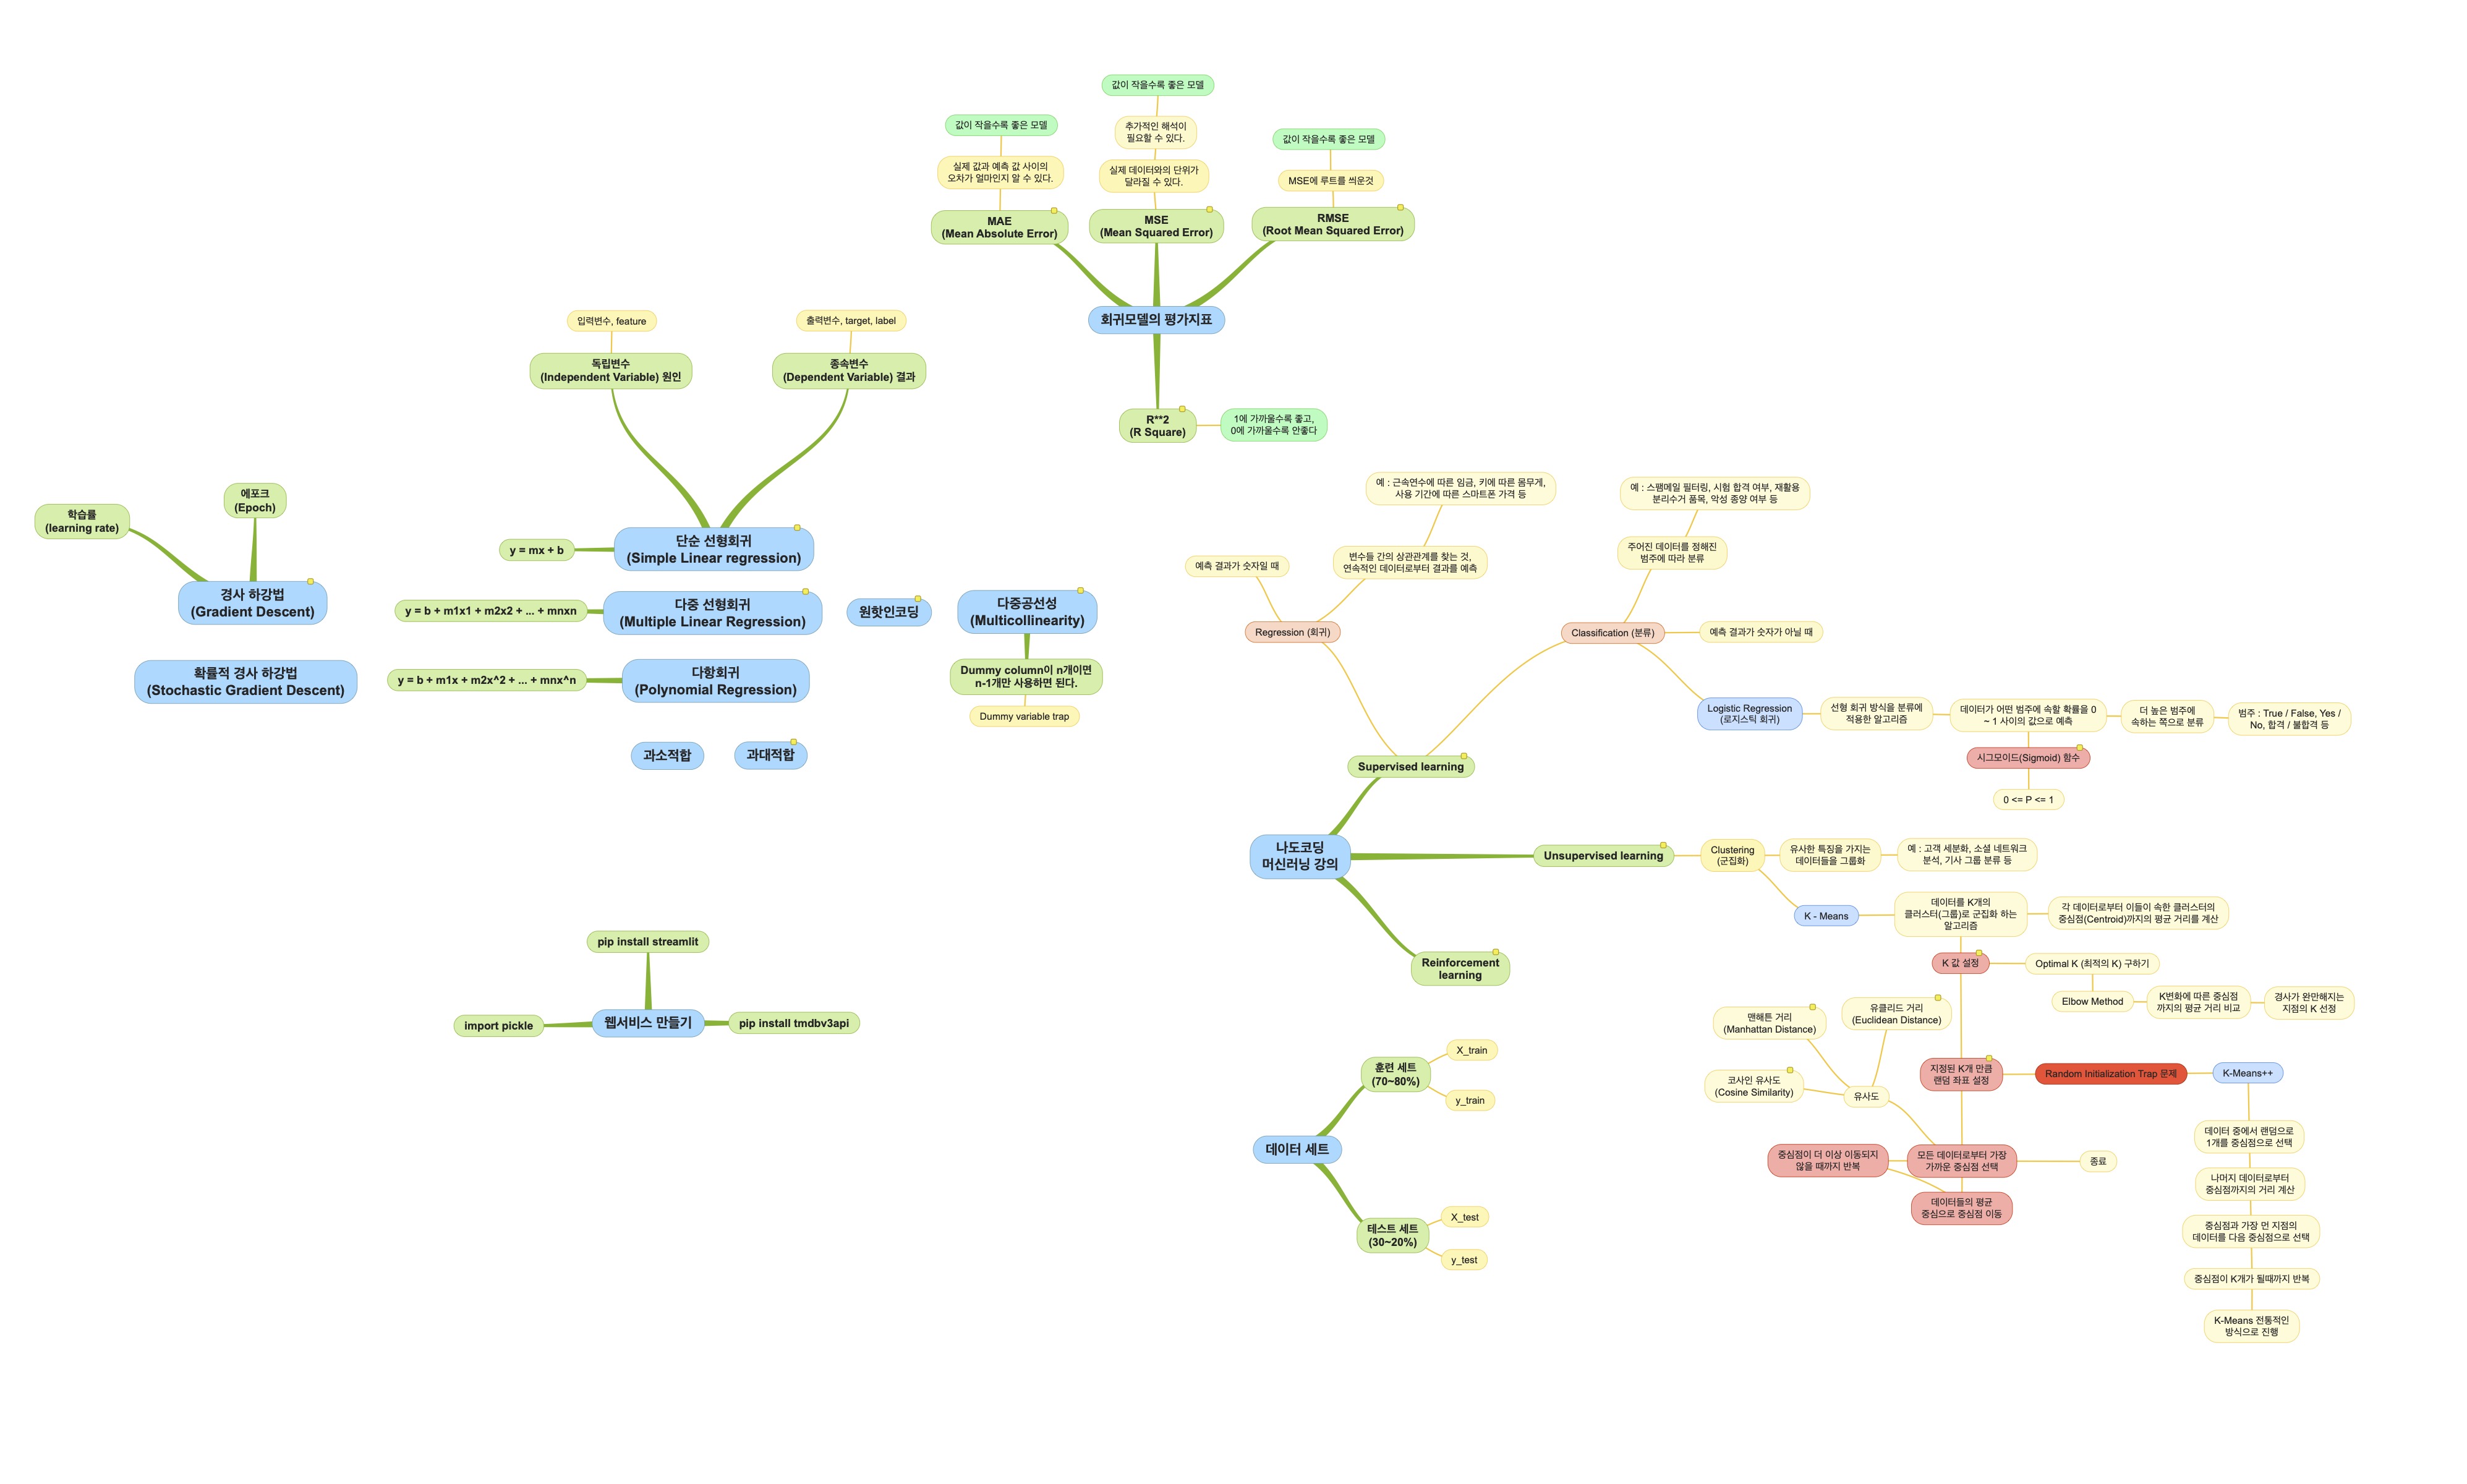 값이 작을수록 좋은 모델
실제 값과 예측 값 사이의
오차가 얼마인지 알 수 있다.
MAE
(Mean Absolute Error)
값이 작을수록 좋은 모델
추가적인 해석이
필요할 수 있다.
실제 데이터와의 단위가
달라질 수 있다.
MSE
(Mean Squared Error)
값이 작을수록 좋은 모델
MSE에 루트를 씌운것
RMSE
(Root Mean Squared Error)
회귀모델의 평가지표
R**2
(R Square)
1에 가까울수록 좋고,
0에 가까울수록 안좋다
입력변수, feature
독립변수
(Independent Variable) 원인
출력변수, target, label
종속변수
(Dependent Variable) 결과
y = mx + b
단순 선형회귀
(Simple Linear regression)
학습률
(learning rate)
에포크
(Epoch)
경사 하강법
(Gradient Descent)
확률적 경사 하강법
(Stochastic Gradient Descent)
y = b + m1x1 + m2x2 + ... + mnxn
다중 선형회귀
(Multiple Linear Regression)
원핫인코딩
다중공선성
(Multicollinearity)
Dummy column이 n개이면
n-1개만 사용하면 된다.
Dummy variable trap
y = b + m1x + m2x^2 + ... + mnx^n
다항회귀
(Polynomial Regression)
과소적합
과대적합
예측 결과가 숫자일 때
예 : 근속연수에 따른 임금, 키에 따른 몸무게,
사용 기간에 따른 스마트폰 가격 등
변수들 간의 상관관계를 찾는 것,
연속적인 데이터로부터 결과를 예측
Regression (회귀)
예 : 스팸메일 필터링, 시험 합격 여부, 재활용
분리수거 품목, 악성 종양 여부 등
주어진 데이터를 정해진
범주에 따라 분류
Classification (분류)
예측 결과가 숫자가 아닐 때
Logistic Regression
(로지스틱 회귀)
선형 회귀 방식을 분류에
적용한 알고리즘
데이터가 어떤 범주에 속할 확률을 0
~ 1 사이의 값으로 예측
더 높은 범주에
속하는 쪽으로 분류
범주 : True / False, Yes /
No, 합격 / 불합격 등
시그모이드(Sigmoid) 함수
0 <= P <= 1
Supervised learning
나도코딩
머신러닝 강의
Unsupervised learning
Clustering
(군집화)
유사한 특징을 가지는
데이터들을 그룹화
예 : 고객 세분화, 소셜 네트워크
분석, 기사 그룹 분류 등
K - Means
데이터를 K개의
클러스터(그룹)로 군집화 하는
알고리즘
각 데이터로부터 이들이 속한 클러스터의
중심점(Centroid)까지의 평균 거리를 계산
Reinforcement
learning
K 값 설정
Optimal K (최적의 K) 구하기
Elbow Method
K변화에 따른 중심점
까지의 평균 거리 비교
경사가 완만해지는
지점의 K 선정
맨해튼 거리
(Manhattan Distance)
유클리드 거리
(Euclidean Distance)
코사인 유사도
(Cosine Similarity)
유사도
지정된 K개 만큼
랜덤 좌표 설정
Random Initialization Trap 문제
K-Means++
중심점이 더 이상 이동되지
않을 때까지 반복
모든 데이터로부터 가장
가까운 중심점 선택
종료
데이터들의 평균
중심으로 중심점 이동
데이터 중에서 랜덤으로
1개를 중심점으로 선택
나머지 데이터로부터
중심점까지의 거리 계산
중심점과 가장 먼 지점의
데이터를 다음 중심점으로 선택
중심점이 K개가 될때까지 반복
K-Means 전통적인
방식으로 진행
pip install streamlit
import pickle
웹서비스 만들기
pip install tmdbv3api
훈련 세트
(70~80%)
X_train
y_train
데이터 세트
테스트 세트
(30~20%)
X_test
y_test